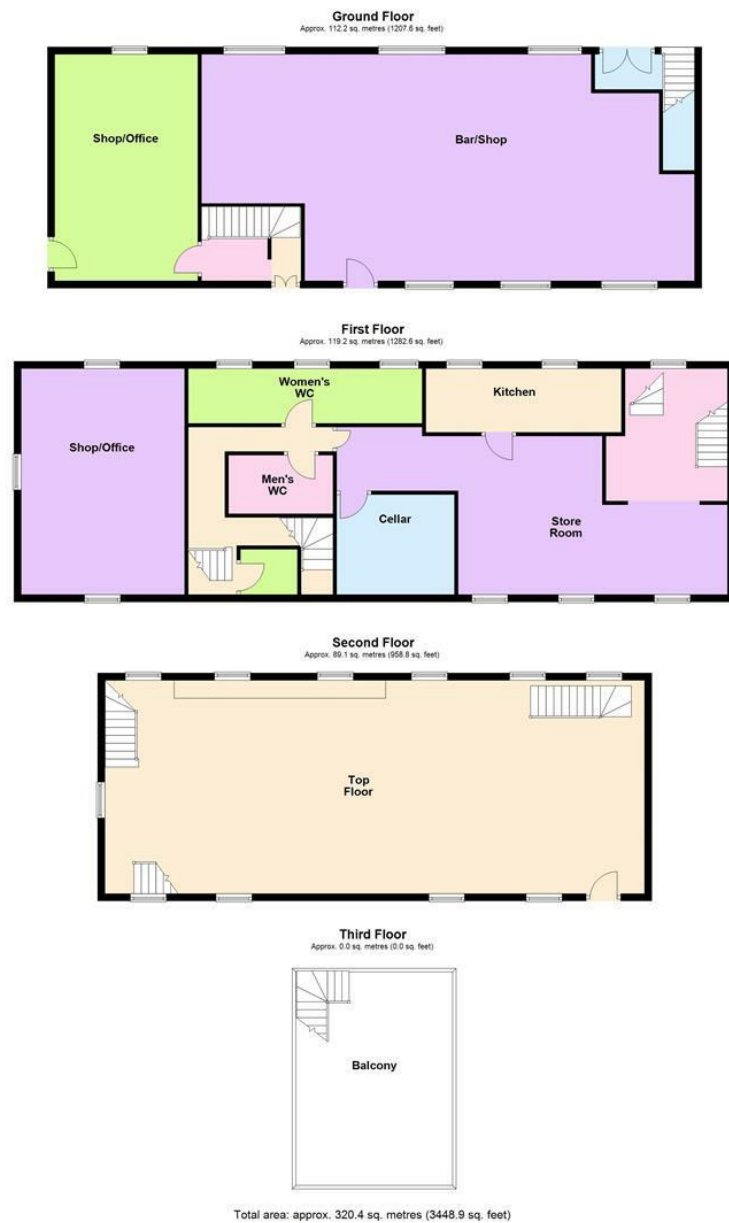 Ground Floor
Approx. 112.2 sq. metres (1207.6 sq. feet)
Shop/Office
Bar/Shop
First Floor
Approx. 119.2 sq. metres (1282.6 sq. feet)
Women's
WC
Kitchen
Shop/Office
Men's
WC
Cellar
Store
Room
Second Floor
Approx. 89.1 sq. metres (958.8 sq. feet)
Top
Floor
Third Floor
Approx. 0.0 sq. metres (0.0 sq. feet)
Balcony
Total area: approx. 320.4 sq. metres (3448.9 sq. feet)